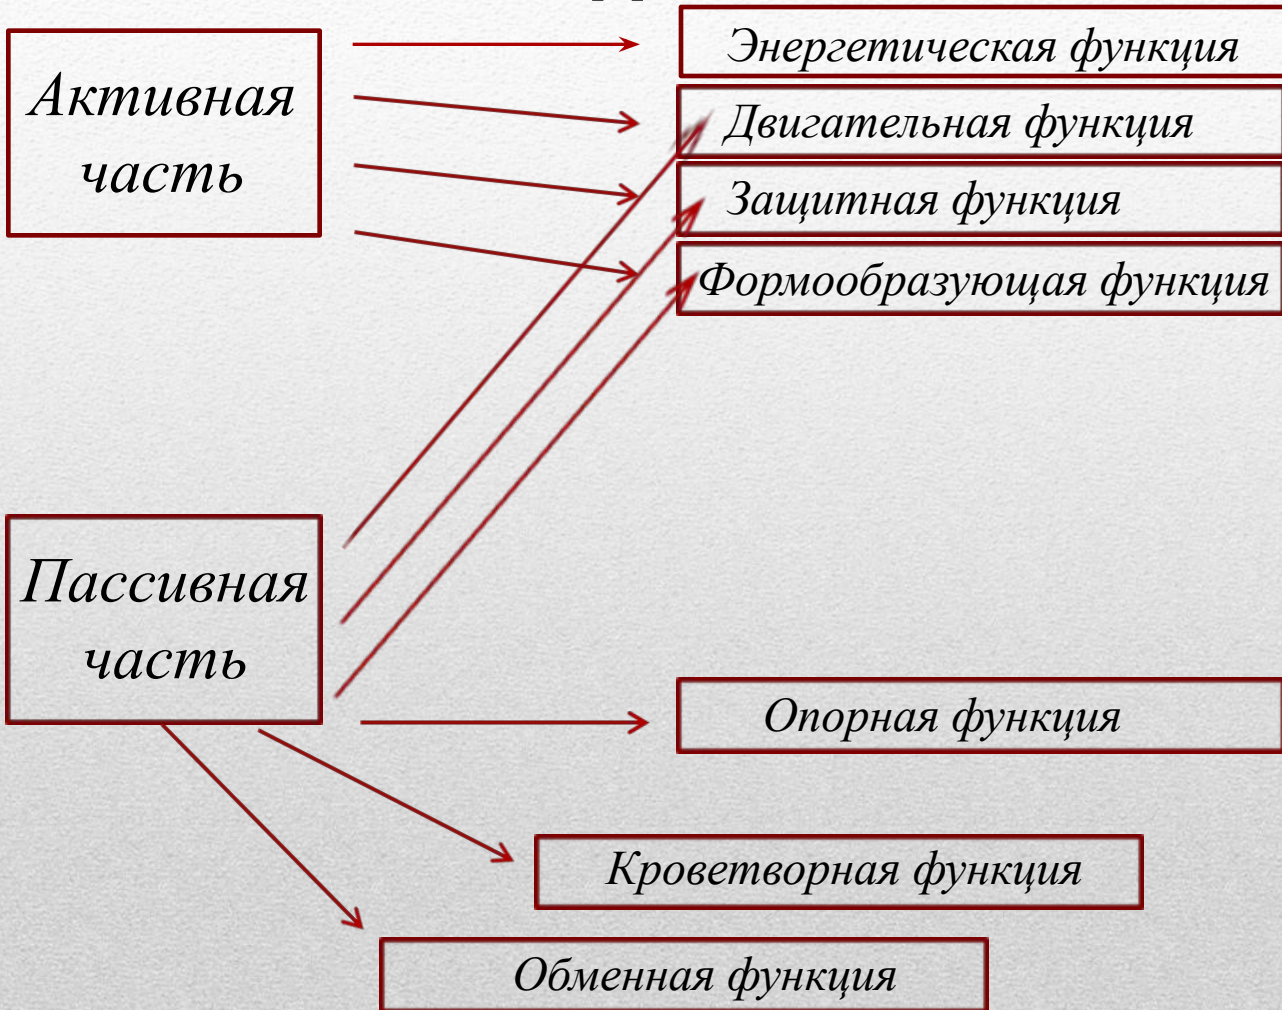 Активная
часть
Энергетическая функция
Двигательная функция
Защитная функция
Формообразующая функция
Пассивная
часть
Опорная функция
Кроветворная функция
Обменная функция